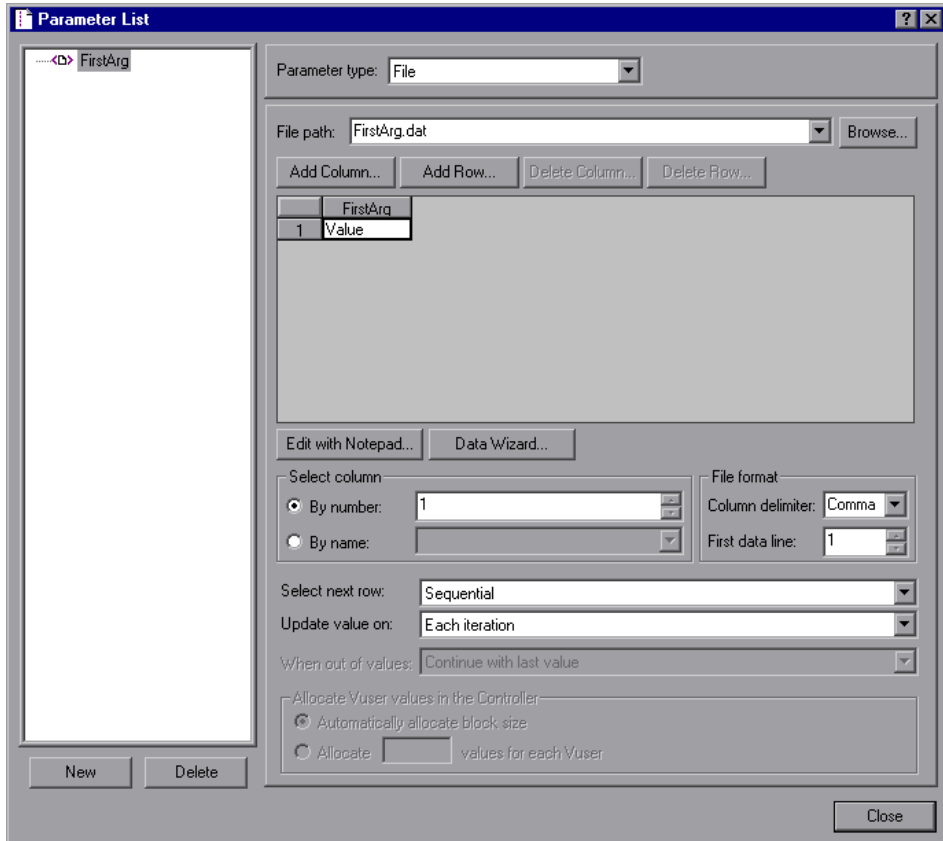 Parameter List
FirstArg
Parameter type: File
File path: FirstArg.dat Browse...
Add Column... Add Row... Delete Column... Delete Row...
FirstArg
1 Value
Edit with Notepad... Data Wizard...
Select column
By number: 1
By name:
File format
Column delimiter: Comma
First data line: 1
Select next row: Sequential
Update value on: Each iteration
When out of values: Continue with last value
Allocate Vuser values in the Controller
Automatically allocate block size
Allocate values for each Vuser
New Delete
Close